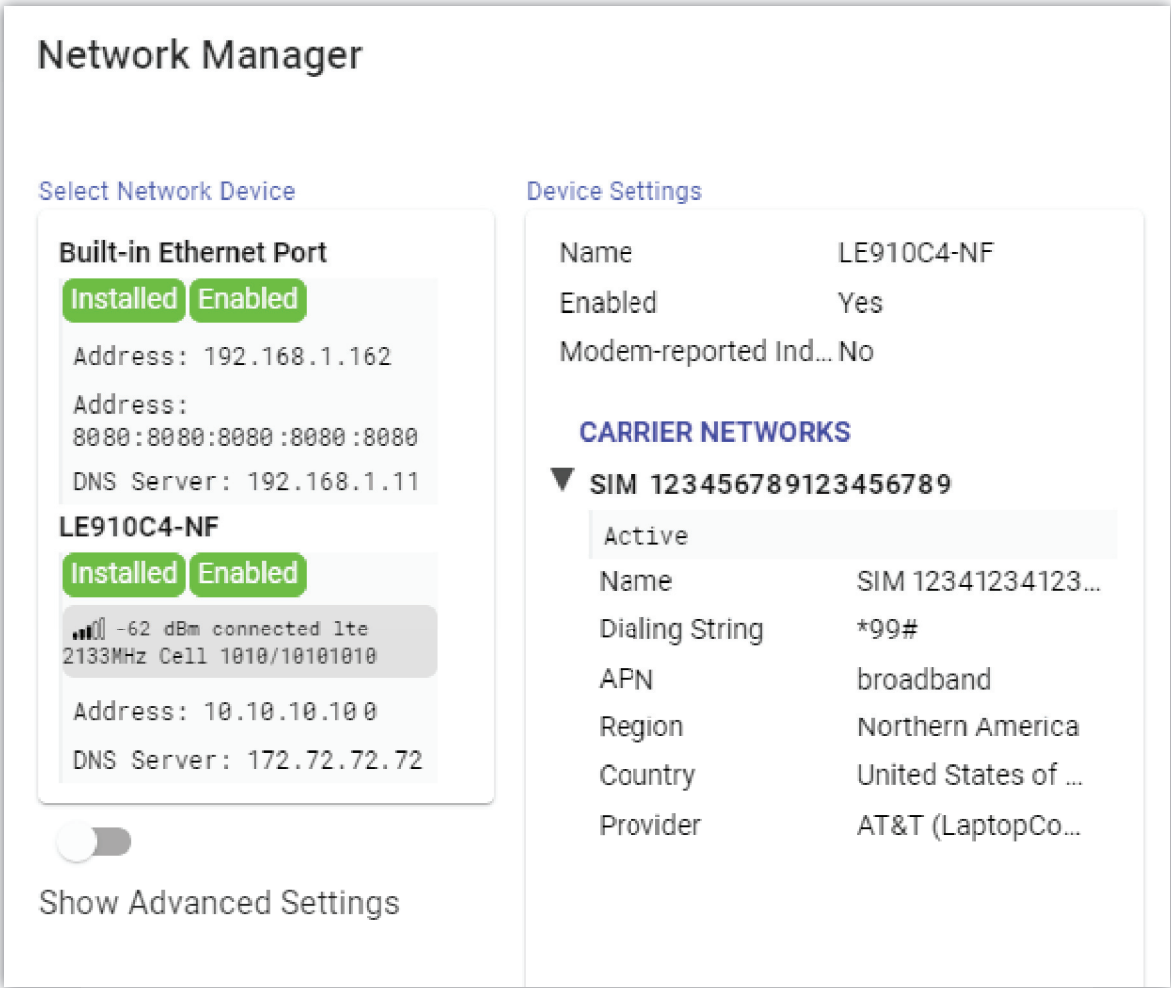 Network Manager
Select Network Device
Built-in Ethernet Port
Installed Enabled
Address: 192.168.1.162
Address:
8080:8080:8080:8080:8080
DNS Server: 192.168.1.11
LE910C4-NF
Installed Enabled
-62 dBm connected lte
2133MHz Cell 1010/10101010
Address: 10.10.10.100
DNS Server: 172.72.72.72
Show Advanced Settings
Device Settings
Name LE910C4-NF
Enabled Yes
Modem-reported Ind... No
CARRIER NETWORKS
SIM 123456789123456789
Active
Name SIM 12341234123...
Dialing String *99#
APN broadband
Region Northern America
Country United States of ...
Provider AT&T (LaptopCo...